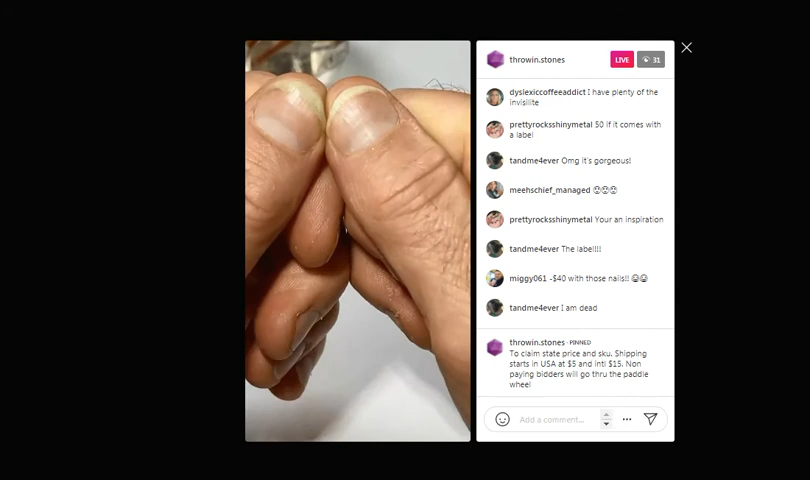 throwin.stones
LIVE
31
dyslexiccoffeeaddict I have plenty of the
invisilite
prettyrocksshinymetal 50 if it comes with
a label
tandme4ever Omg it's gorgeous!
meehschief_managed 😍😍😍
prettyrocksshinymetal Your an inspiration
tandme4ever The label!!!!
miggy061 -$40 with those nails!! 😂😂
tandme4ever I am dead
throwin.stones · PINNED
To claim state price and sku. Shipping
starts in USA at $5 and intl $15. Non
paying bidders will go thru the paddle
wheel
Add a comment...